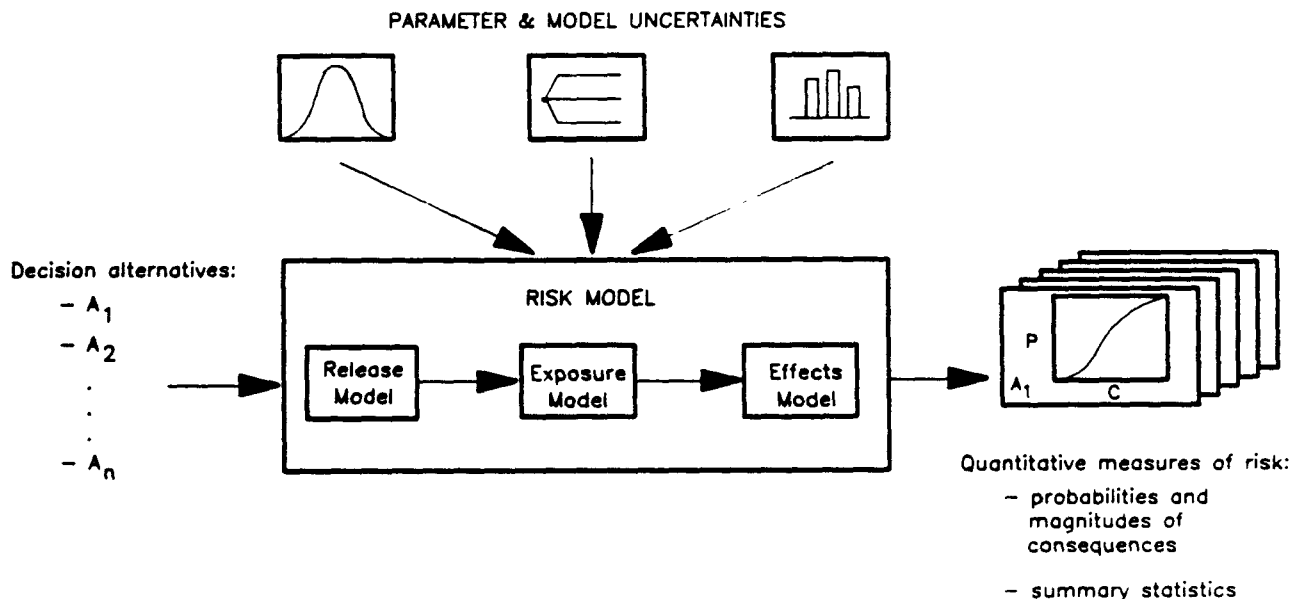 PARAMETER & MODEL UNCERTAINTIES
Decision alternatives:
– A₁
– A₂
.
.
.
– Aₙ
RISK MODEL
Release
Model
Exposure
Model
Effects
Model
P
A₁
C
Quantitative measures of risk:
– probabilities and
magnitudes of
consequences
– summary statistics